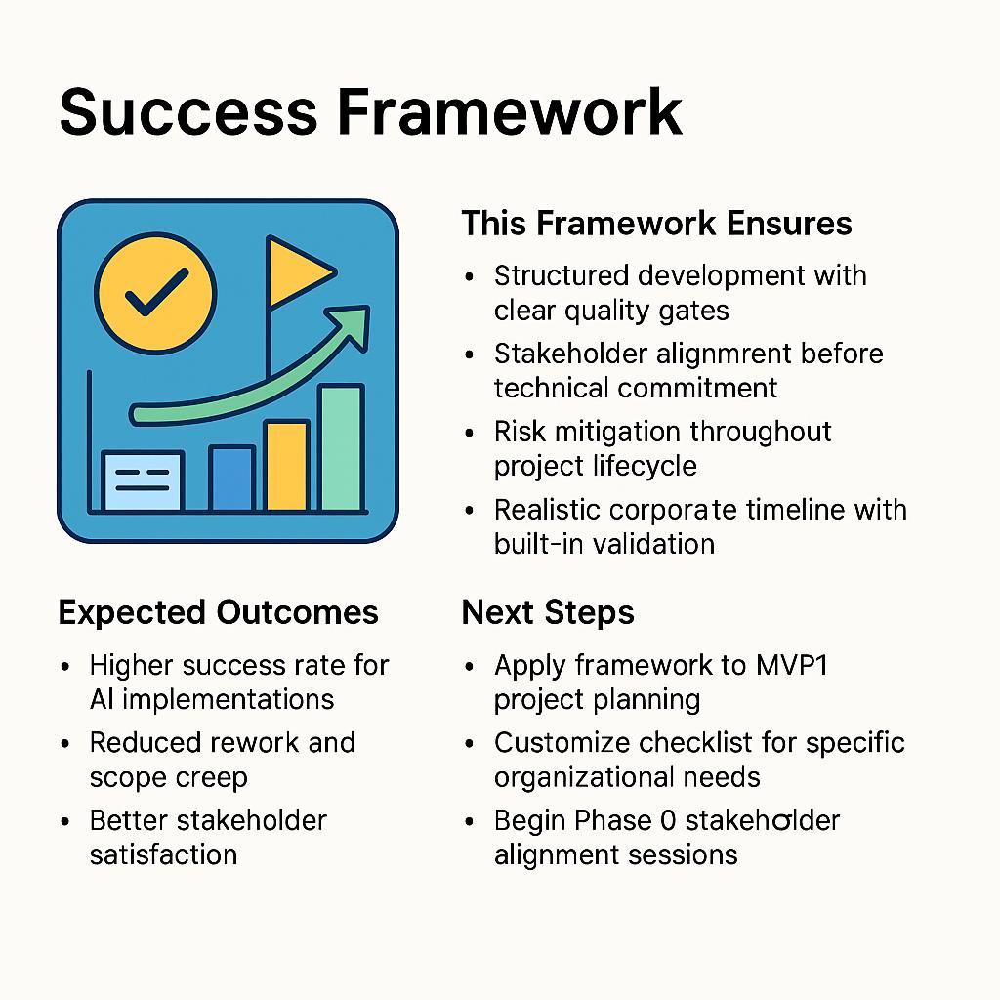 Success Framework
This Framework Ensures
• Structured development with
clear quality gates
• Stakeholder alignmrent before
technical commitment
• Risk mitigation throughout
project lifecycle
• Realistic corporate timeline with
built-in validation
Expected Outcomes
• Higher success rate for
AI implementations
• Reduced rework and
scope creep
• Better stakeholder
satisfaction
Next Steps
• Apply framework to MVP1
project planning
• Customize checklist for specific
organizational needs
• Begin Phase 0 stakeholder
alignment sessions